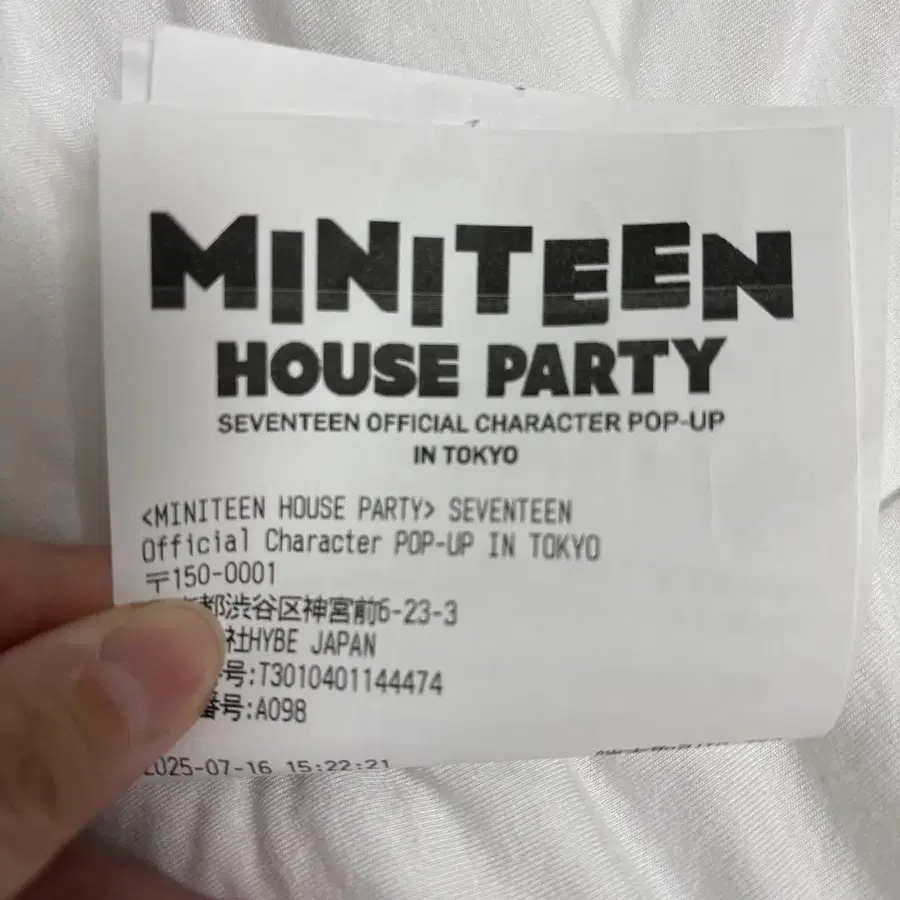 MINITEEN
HOUSE PARTY
SEVENTEEN OFFICIAL CHARACTER POP-UP
IN TOKYO
<MINITEEN HOUSE PARTY> SEVENTEEN
Official Character POP-UP IN TOKYO
〒150-0001
都渋谷区神宮前6-23-3
社HYBE JAPAN
号:T3010401144474
番号:A098
2025-07-16 15:22:21